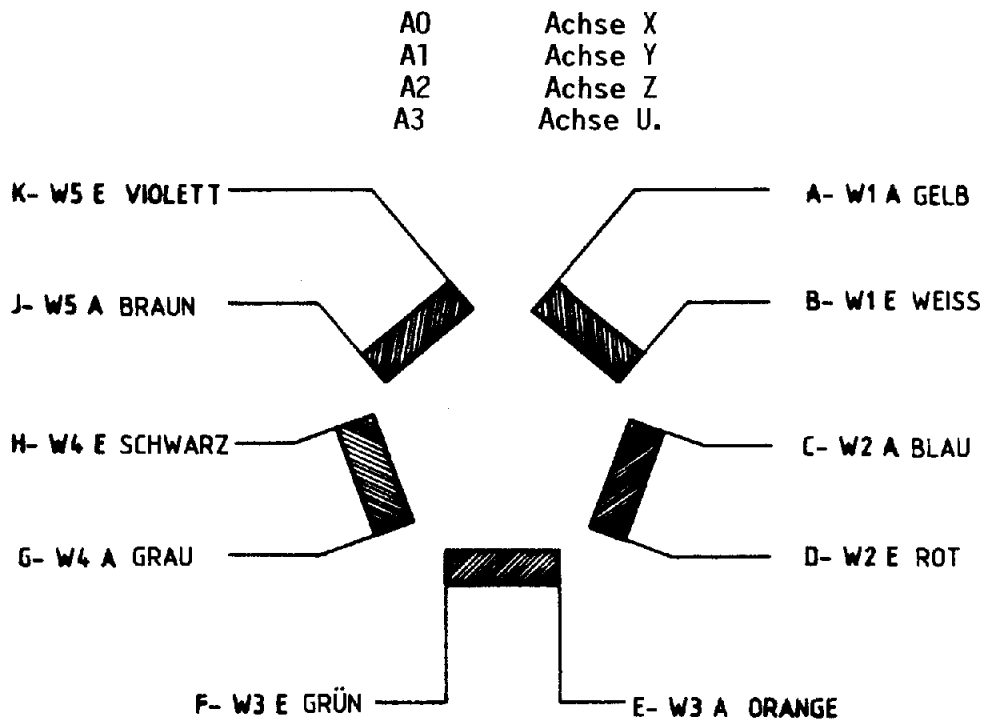 A0 Achse X
A1 Achse Y
A2 Achse Z
A3 Achse U.
K- W5 E VIOLETT
A- W1 A GELB
J- W5 A BRAUN
B- W1 E WEISS
H- W4 E SCHWARZ
C- W2 A BLAU
G- W4 A GRAU
D- W2 E ROT
F- W3 E GRÜN
E- W3 A ORANGE